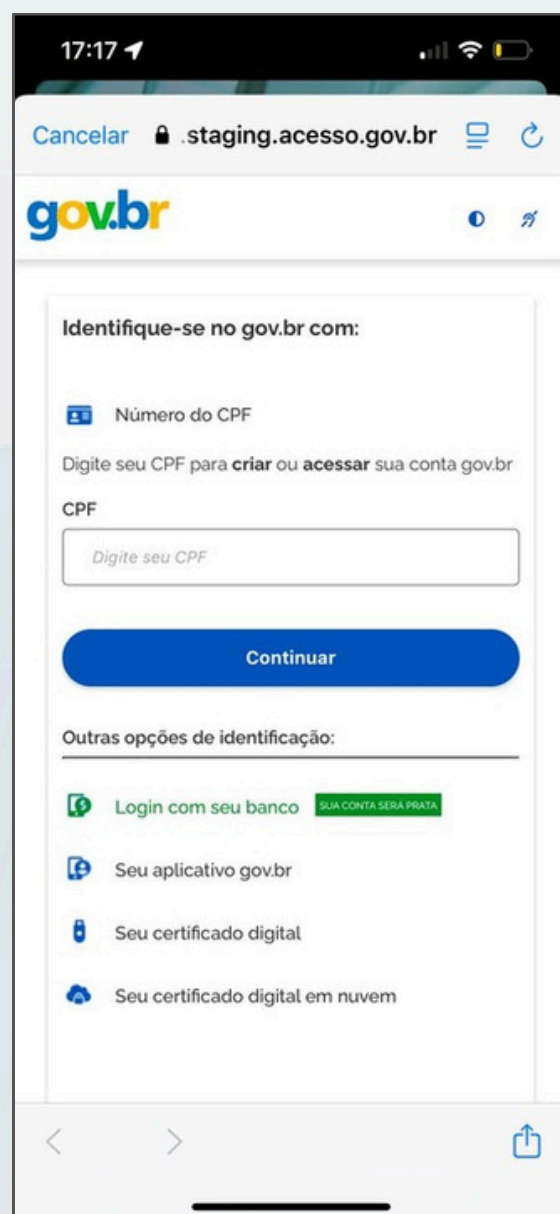 17:17
Cancelar .staging.acesso.gov.br
gov.br
Identifique-se no gov.br com:
Número do CPF
Digite seu CPF para criar ou acessar sua conta gov.br
CPF
Digite seu CPF
Continuar
Outras opções de identificação:
Login com seu banco SUA CONTA SERÁ PRATA
Seu aplicativo gov.br
Seu certificado digital
Seu certificado digital em nuvem